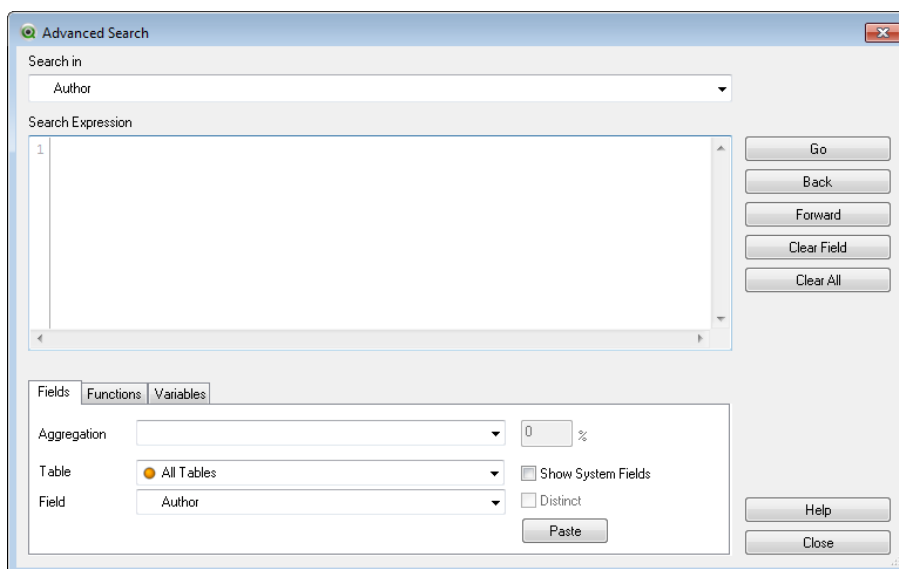 Advanced Search
Search in
Author
Search Expression
1
Go
Back
Forward
Clear Field
Clear All
Fields Functions Variables
Aggregation 0 %
Table All Tables Show System Fields
Field Author Distinct
Paste
Help
Close